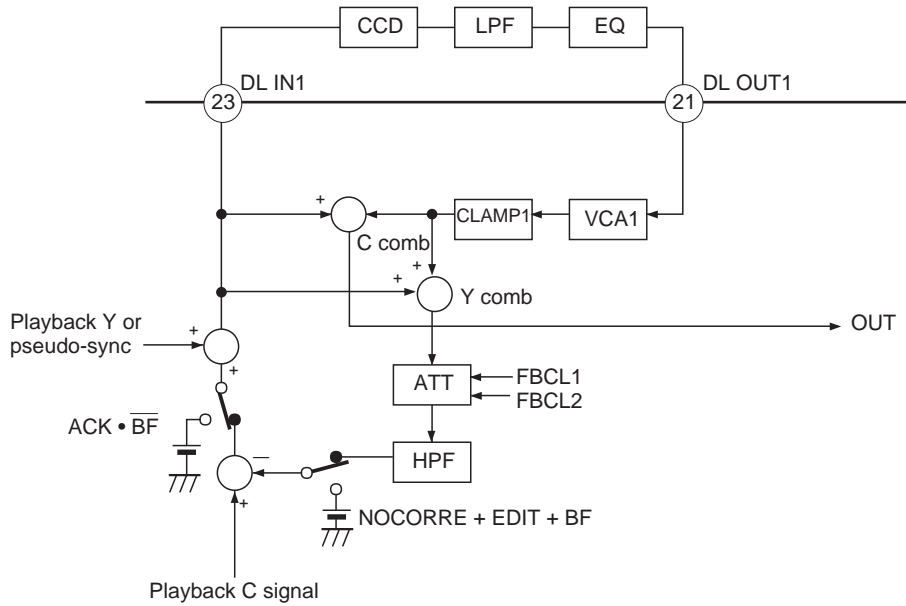 CCD
LPF
EQ
DL IN1
DL OUT1
23
21
+
+
C comb
CLAMP1
VCA1
+
+
Y comb
Playback Y or
pseudo-sync
+
+
OUT
ATT
FBCL1
FBCL2
ACK • B̅F̅
HPF
−
+
NOCORRE + EDIT + BF
Playback C signal